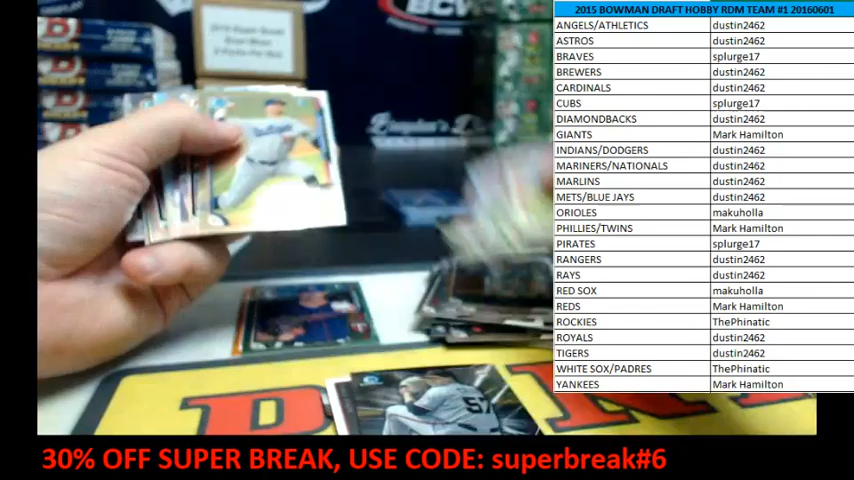 2015 BOWMAN DRAFT HOBBY RDM TEAM #1 20160601
ANGELS/ATHLETICS dustin2462
ASTROS dustin2462
BRAVES splurge17
BREWERS dustin2462
CARDINALS dustin2462
CUBS splurge17
DIAMONDBACKS dustin2462
GIANTS Mark Hamilton
INDIANS/DODGERS dustin2462
MARINERS/NATIONALS dustin2462
MARLINS dustin2462
METS/BLUE JAYS dustin2462
ORIOLES makuholla
PHILLIES/TWINS Mark Hamilton
PIRATES splurge17
RANGERS dustin2462
RAYS dustin2462
RED SOX makuholla
REDS Mark Hamilton
ROCKIES ThePhinatic
ROYALS dustin2462
TIGERS dustin2462
WHITE SOX/PADRES ThePhinatic
YANKEES Mark Hamilton
BCW
57
30% OFF SUPER BREAK, USE CODE: superbreak#6